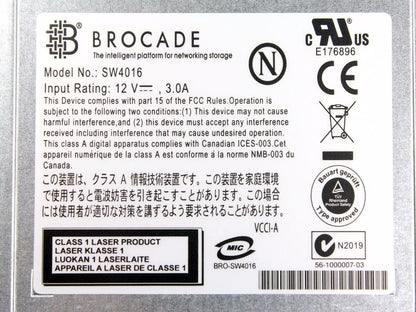 BROCADE
The intelligent platform for networking storage
Model No.: SW4016
Input Rating: 12 V⎓, 3.0A
This Device complies with part 15 of the FCC Rules.Operation is
subject to the following two conditions:(1) This device may not cause
harmful interference,and (2) this device must accept any interference
received including interference that may cause undesired operation.
This class A digital apparatus complies with Canadian ICES-003.Cet
appareil numérique de la class A est conforme á la norme NMB-003 du
Canada.
この装置は、クラス A 情報技術装置です。この装置を家庭環境
で使用すると電波妨害を引き起こすことがあります。この場合に
は使用者が適切な対策を講ずるよう要求されることがあります。
VCCI-A
CLASS 1 LASER PRODUCT
LASER KLASSE 1
LUOKAN 1 LASERLAITE
APPAREIL A LASER DE CLASSE 1
MIC
BRO-SW4016
N
C US
E176896
CE
Bauart geprüft
TÜV
Rheinland
Product Safety
Type approved
N2019
56-1000007-03